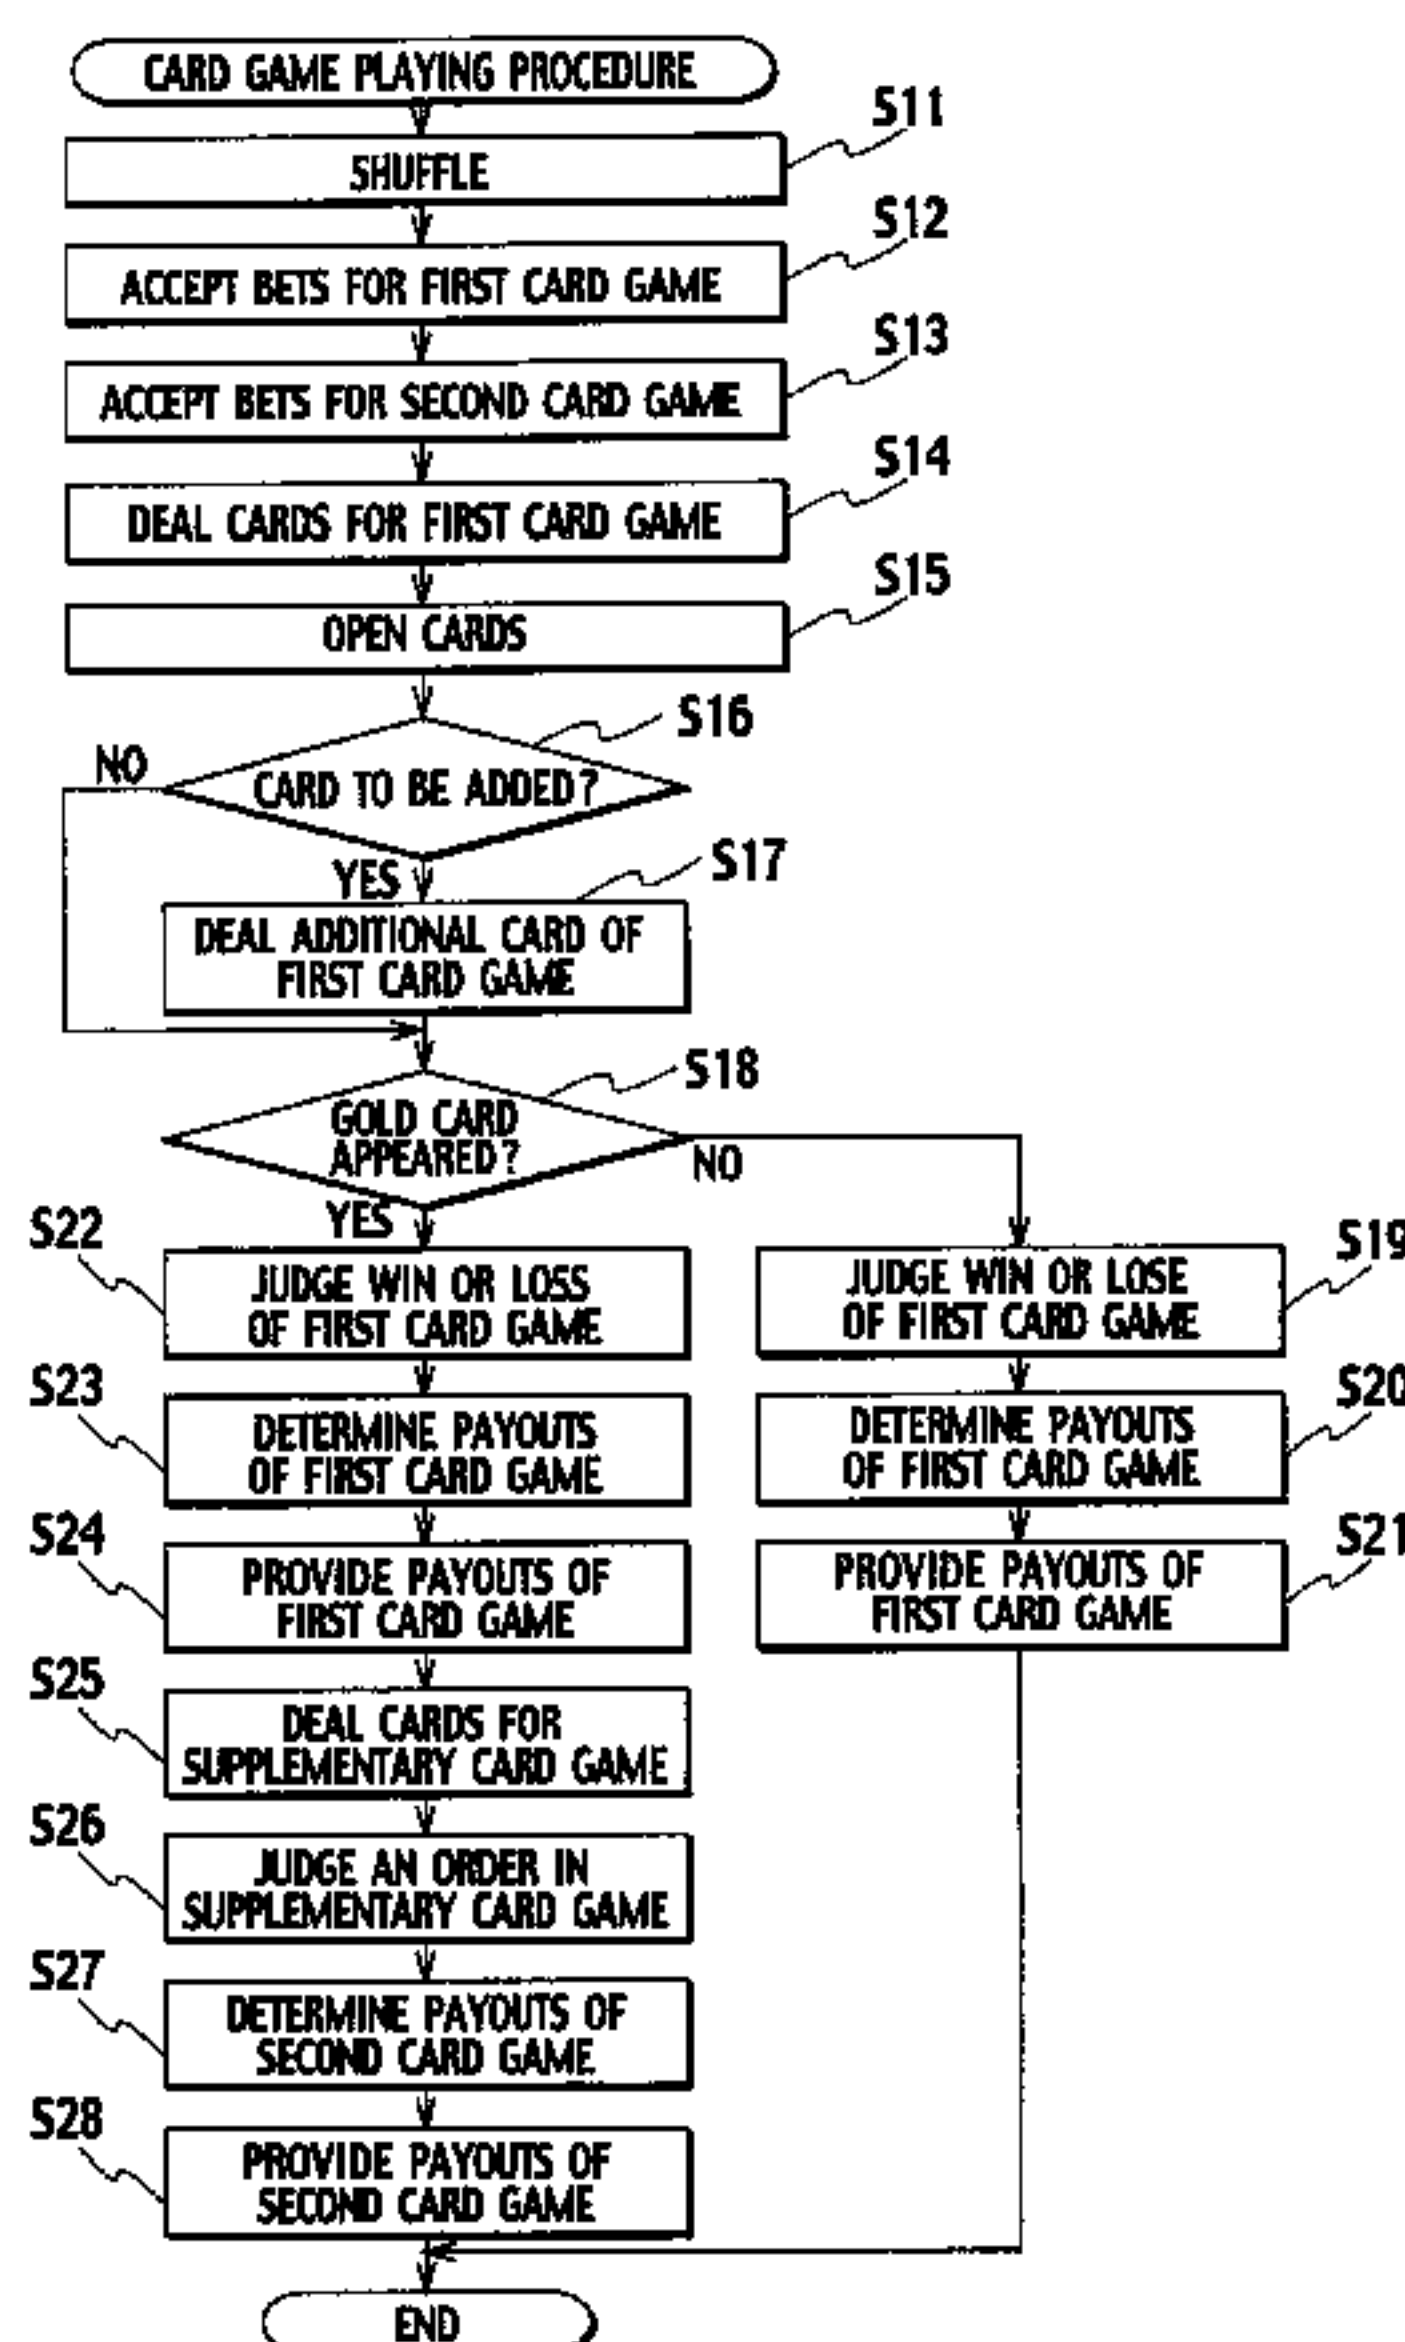 CARD GAME PLAYING PROCEDURE
S11
SHUFFLE
S12
ACCEPT BETS FOR FIRST CARD GAME
S13
ACCEPT BETS FOR SECOND CARD GAME
S14
DEAL CARDS FOR FIRST CARD GAME
S15
OPEN CARDS
S16
NO
CARD TO BE ADDED?
YES
S17
DEAL ADDITIONAL CARD OF
FIRST CARD GAME
S18
GOLD CARD
APPEARED?
NO
YES
S22
JUDGE WIN OR LOSS
OF FIRST CARD GAME
S19
JUDGE WIN OR LOSE
OF FIRST CARD GAME
S23
DETERMINE PAYOUTS
OF FIRST CARD GAME
S20
DETERMINE PAYOUTS
OF FIRST CARD GAME
S24
PROVIDE PAYOUTS OF
FIRST CARD GAME
S21
PROVIDE PAYOUTS OF
FIRST CARD GAME
S25
DEAL CARDS FOR
SUPPLEMENTARY CARD GAME
S26
JUDGE AN ORDER IN
SUPPLEMENTARY CARD GAME
S27
DETERMINE PAYOUTS OF
SECOND CARD GAME
S28
PROVIDE PAYOUTS OF
SECOND CARD GAME
END